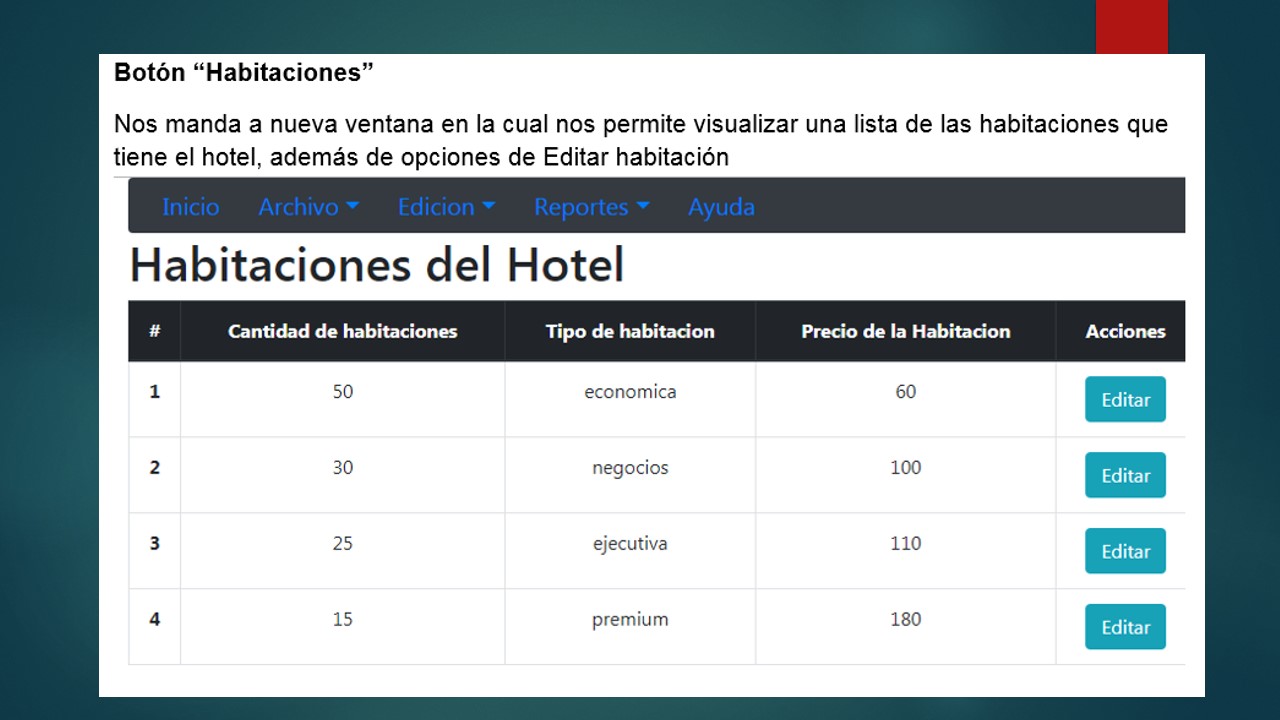 Botón “Habitaciones”
Nos manda a nueva ventana en la cual nos permite visualizar una lista de las habitaciones que
tiene el hotel, además de opciones de Editar habitación
Inicio Archivo Edicion Reportes Ayuda
Habitaciones del Hotel
# Cantidad de habitaciones Tipo de habitacion Precio de la Habitacion Acciones
1 50 economica 60 Editar
2 30 negocios 100 Editar
3 25 ejecutiva 110 Editar
4 15 premium 180 Editar